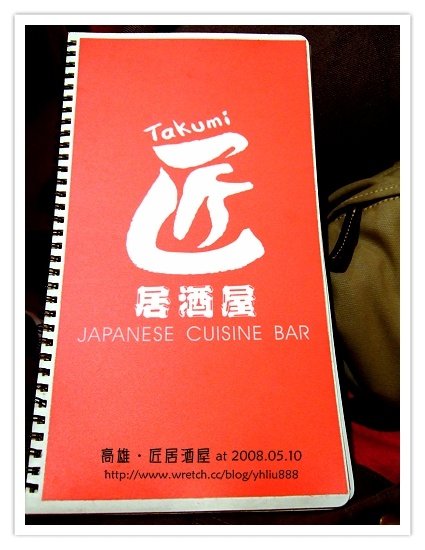 Takumi
匠
居酒屋
JAPANESE CUISINE BAR
高雄・匠居酒屋 at 2008.05.10
http://www.wretch.cc/blog/yhliu888